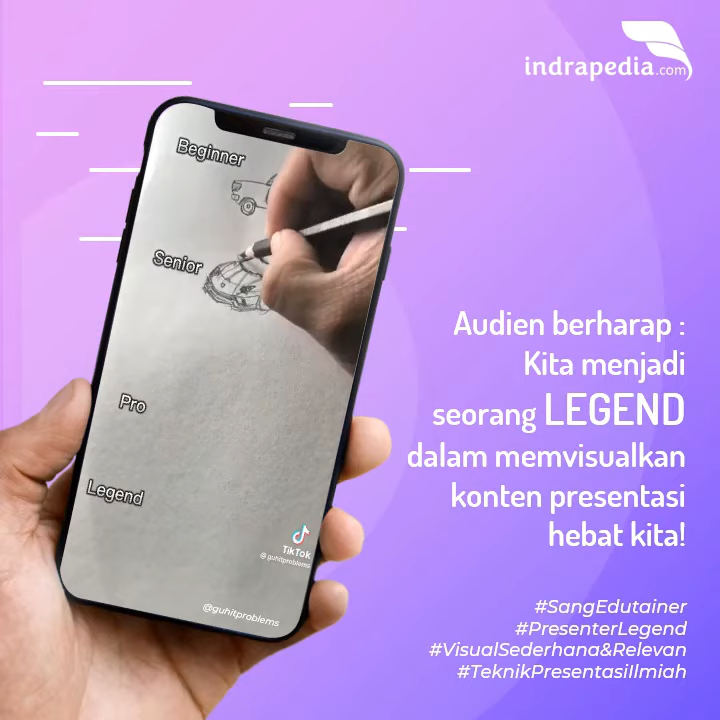 indrapedia.com
Beginner
Senior
Pro
Legend
TikTok
@guhitproblems
@guhitproblems
Audien berharap :
Kita menjadi
seorang LEGEND
dalam memvisualkan
konten presentasi
hebat kita!
#SangEdutainer
#PresenterLegend
#VisualSederhana&Relevan
#TeknikPresentasiIlmiah